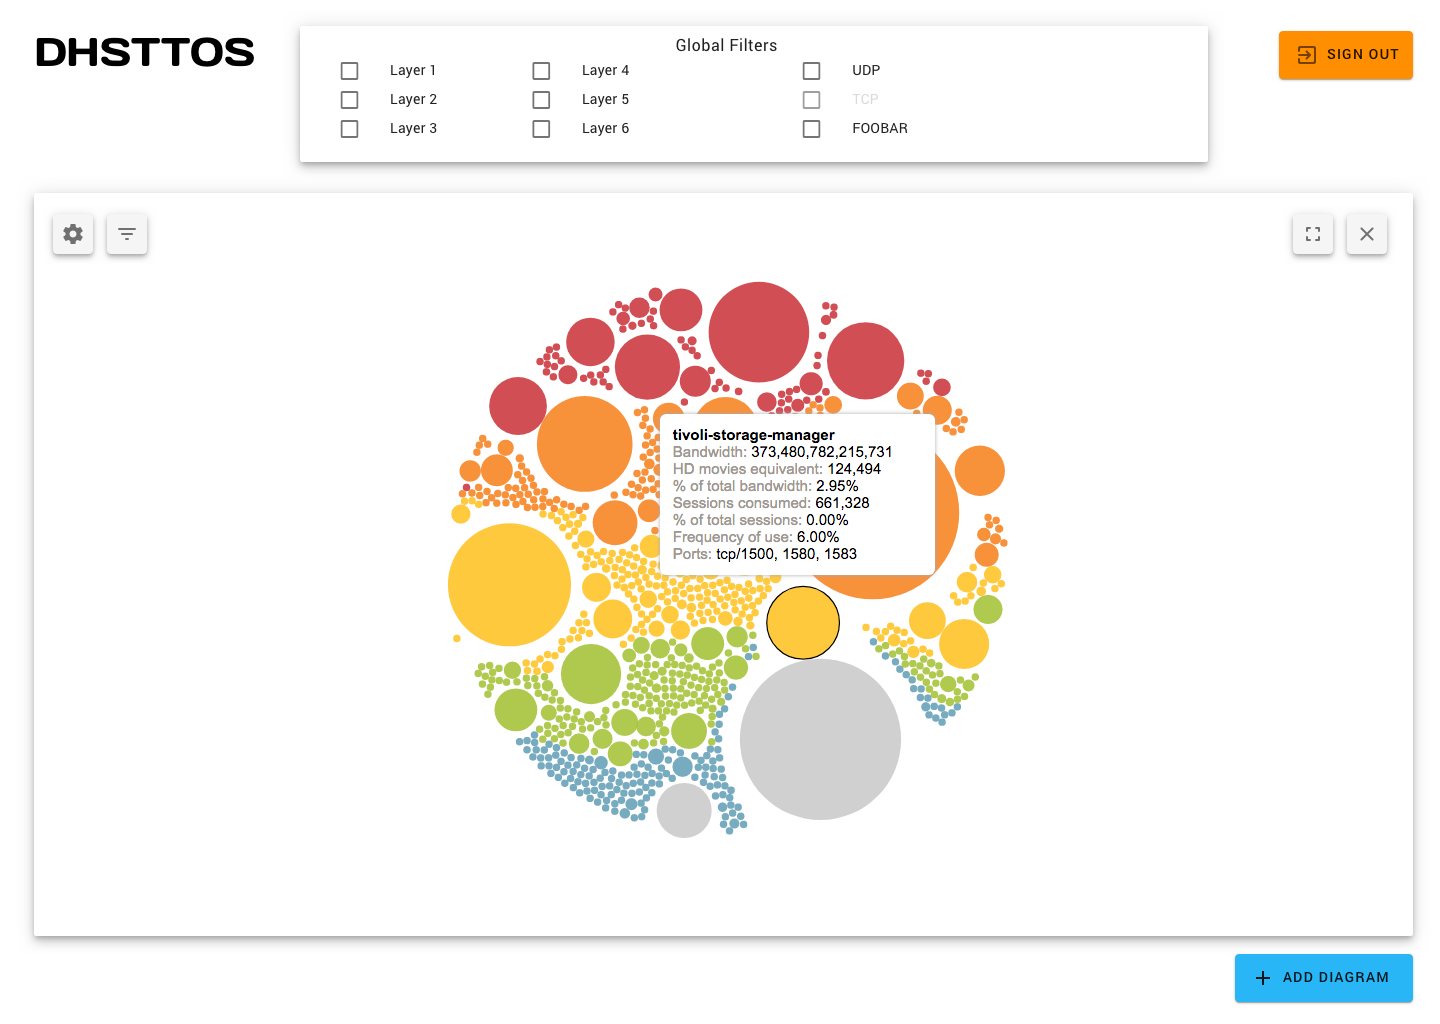 DHSTTOS
Global Filters
Layer 1
Layer 4
UDP
Layer 2
Layer 5
TCP
Layer 3
Layer 6
FOOBAR
SIGN OUT
tivoli-storage-manager
Bandwidth: 373,480,782,215,731
HD movies equivalent: 124,494
% of total bandwidth: 2.95%
Sessions consumed: 661,328
% of total sessions: 0.00%
Frequency of use: 6.00%
Ports: tcp/1500, 1580, 1583
ADD DIAGRAM